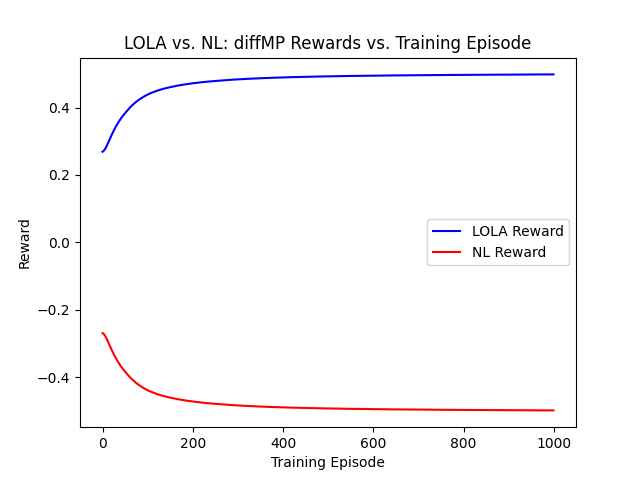 LOLA vs. NL: diffMP Rewards vs. Training Episode
Reward
0.4
0.2
0.0
−0.2
−0.4
LOLA Reward
NL Reward
0 200 400 600 800 1000
Training Episode